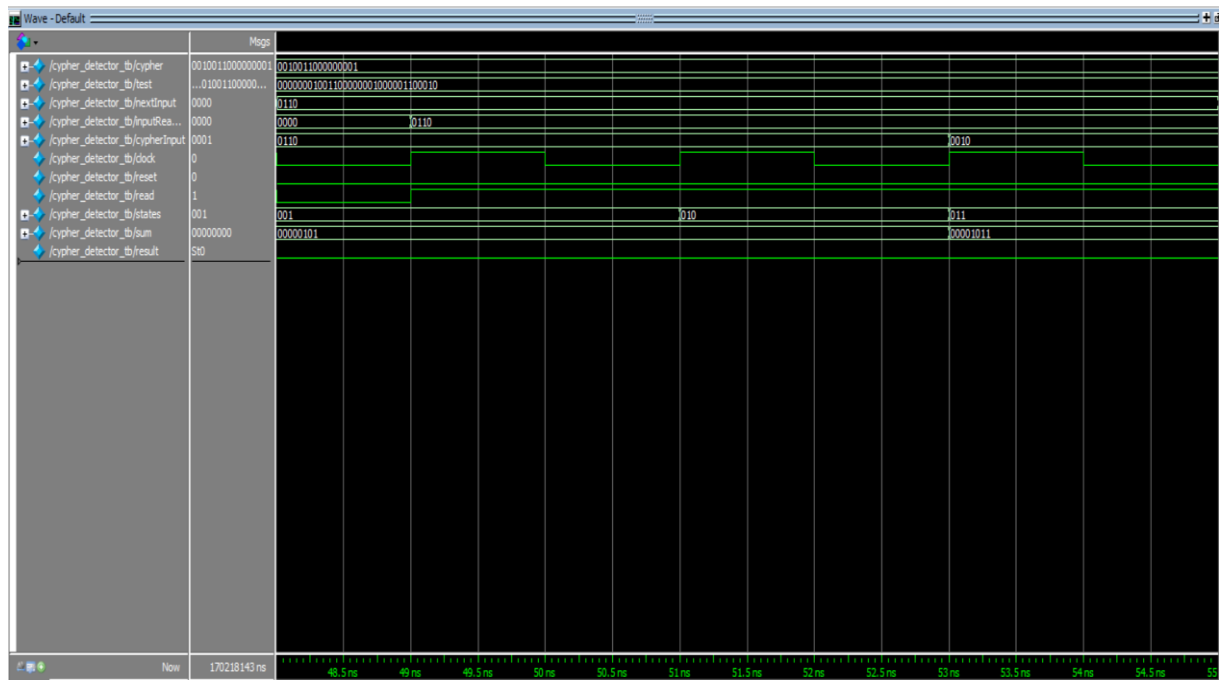 Wave - Default
Msgs
/cypher_detector_tb/cypher 0010011000000001 0010011000000001
/cypher_detector_tb/test ...01001100000... 00000001001100000001000001100010
/cypher_detector_tb/nextInput 0000 0110
/cypher_detector_tb/inputRea... 0000 0000 0110
/cypher_detector_tb/cypherInput 0001 0110 0010
/cypher_detector_tb/clock 0
/cypher_detector_tb/reset 0
/cypher_detector_tb/read 1
/cypher_detector_tb/states 001 001 010 011
/cypher_detector_tb/sum 00000000 00000101 00001011
/cypher_detector_tb/result St0
Now 170218143 ns 48.5 ns 49 ns 49.5 ns 50 ns 50.5 ns 51 ns 51.5 ns 52 ns 52.5 ns 53 ns 53.5 ns 54 ns 54.5 ns 55